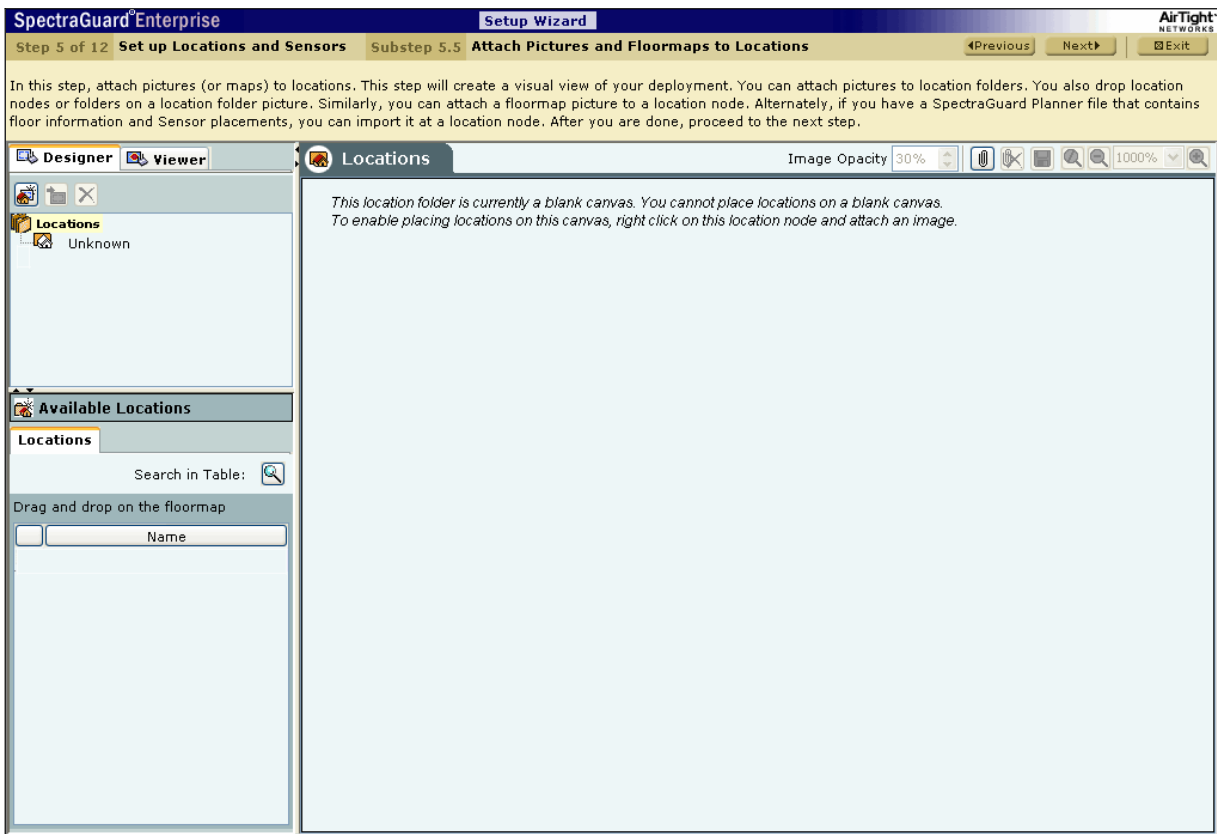 SpectraGuard®Enterprise
Setup Wizard
AirTight
NETWORKS
Step 5 of 12 Set up Locations and Sensors Substep 5.5 Attach Pictures and Floormaps to Locations
Previous Next Exit
In this step, attach pictures (or maps) to locations. This step will create a visual view of your deployment. You can attach pictures to location folders. You also drop location
nodes or folders on a location folder picture. Similarly, you can attach a floormap picture to a location node. Alternately, if you have a SpectraGuard Planner file that contains
floor information and Sensor placements, you can import it at a location node. After you are done, proceed to the next step.
Designer Viewer
Locations
Image Opacity 30% 1000%
This location folder is currently a blank canvas. You cannot place locations on a blank canvas.
To enable placing locations on this canvas, right click on this location node and attach an image.
Locations
Unknown
Available Locations
Locations
Search in Table:
Drag and drop on the floormap
Name